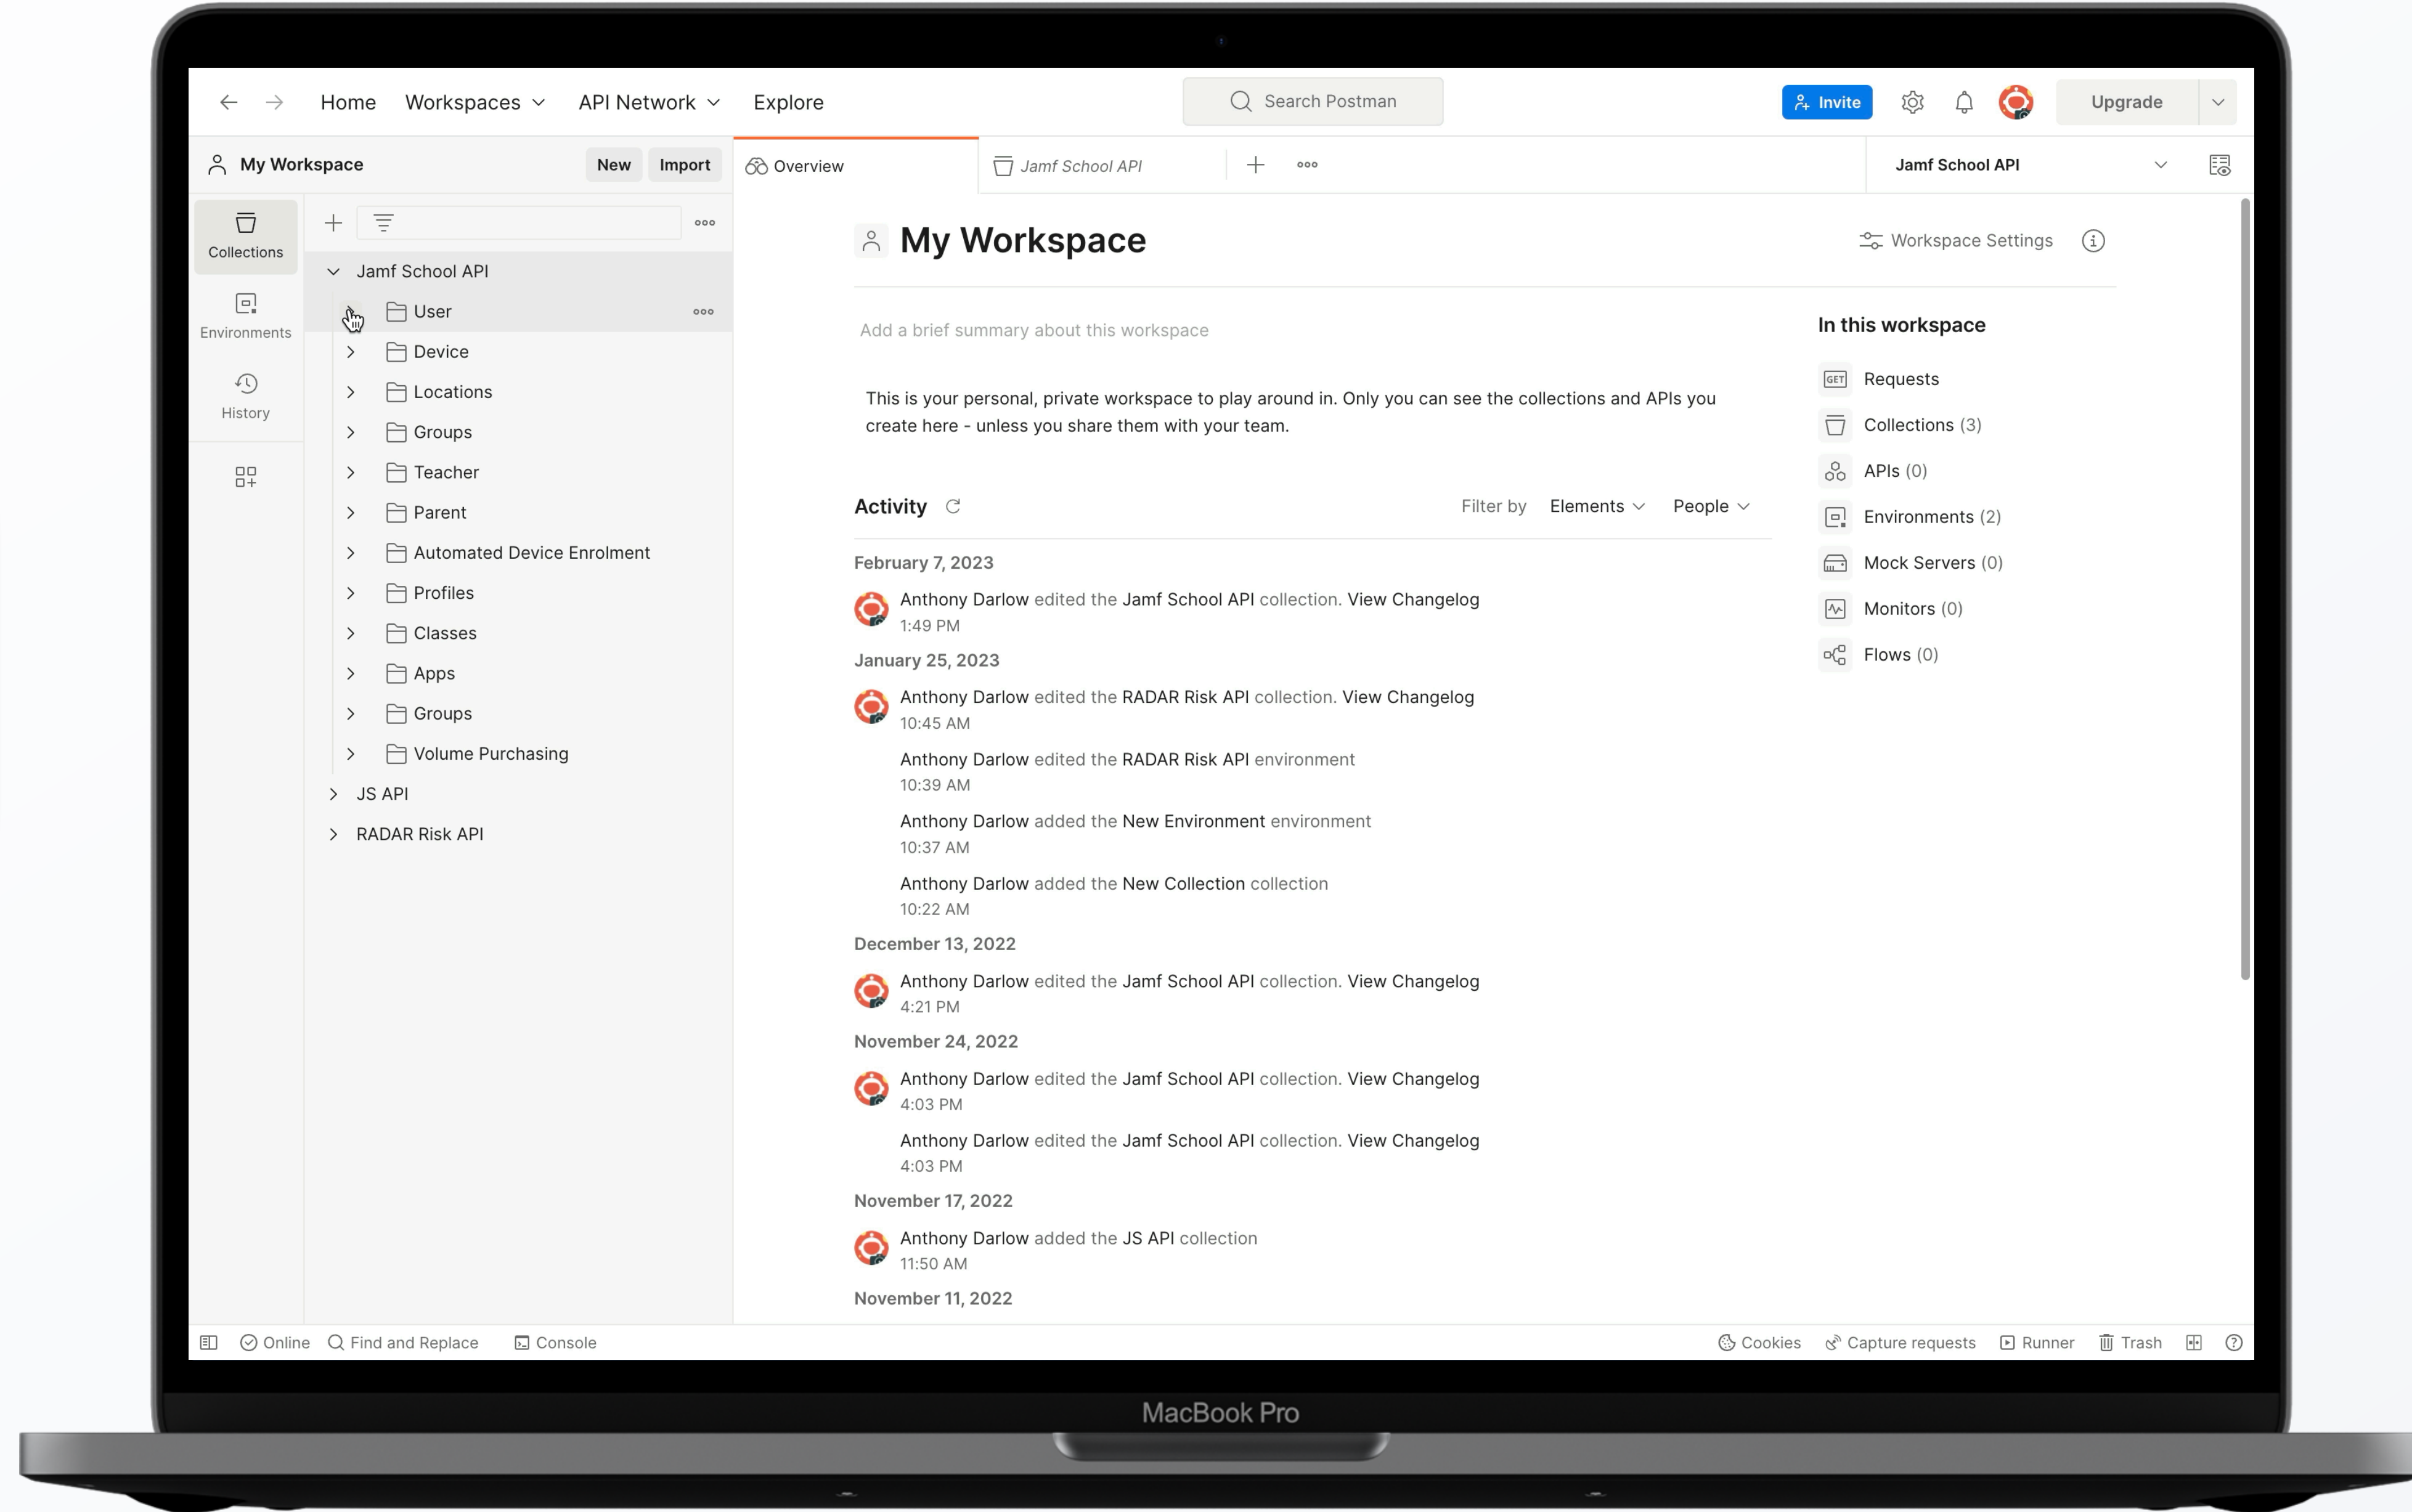 Home Workspaces API Network Explore Search Postman Invite Upgrade
My Workspace New Import Overview Jamf School API Jamf School API
Collections
Environments
History
Jamf School API
User
Device
Locations
Groups
Teacher
Parent
Automated Device Enrolment
Profiles
Classes
Apps
Groups
Volume Purchasing
JS API
RADAR Risk API
My Workspace
Workspace Settings
Add a brief summary about this workspace
This is your personal, private workspace to play around in. Only you can see the collections and APIs you
create here - unless you share them with your team.
Activity Filter by Elements People
February 7, 2023
Anthony Darlow edited the Jamf School API collection. View Changelog
1:49 PM
January 25, 2023
Anthony Darlow edited the RADAR Risk API collection. View Changelog
10:45 AM
Anthony Darlow edited the RADAR Risk API environment
10:39 AM
Anthony Darlow added the New Environment environment
10:37 AM
Anthony Darlow added the New Collection collection
10:22 AM
December 13, 2022
Anthony Darlow edited the Jamf School API collection. View Changelog
4:21 PM
November 24, 2022
Anthony Darlow edited the Jamf School API collection. View Changelog
4:03 PM
Anthony Darlow edited the Jamf School API collection. View Changelog
4:03 PM
November 17, 2022
Anthony Darlow added the JS API collection
11:50 AM
November 11, 2022
In this workspace
GET Requests
Collections (3)
APIs (0)
Environments (2)
Mock Servers (0)
Monitors (0)
Flows (0)
Online Find and Replace Console Cookies Capture requests Runner Trash
MacBook Pro